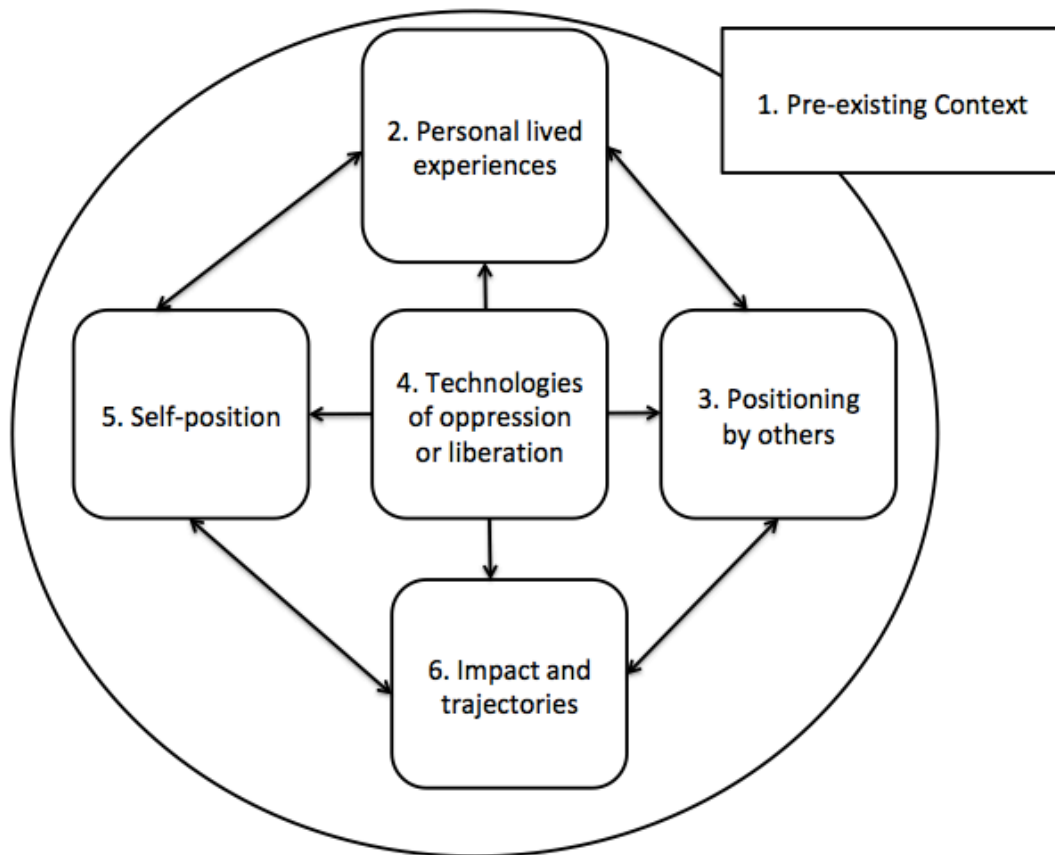 1. Pre-existing Context
2. Personal lived
experiences
5. Self-position
4. Technologies
of oppression
or liberation
3. Positioning
by others
6. Impact and
trajectories